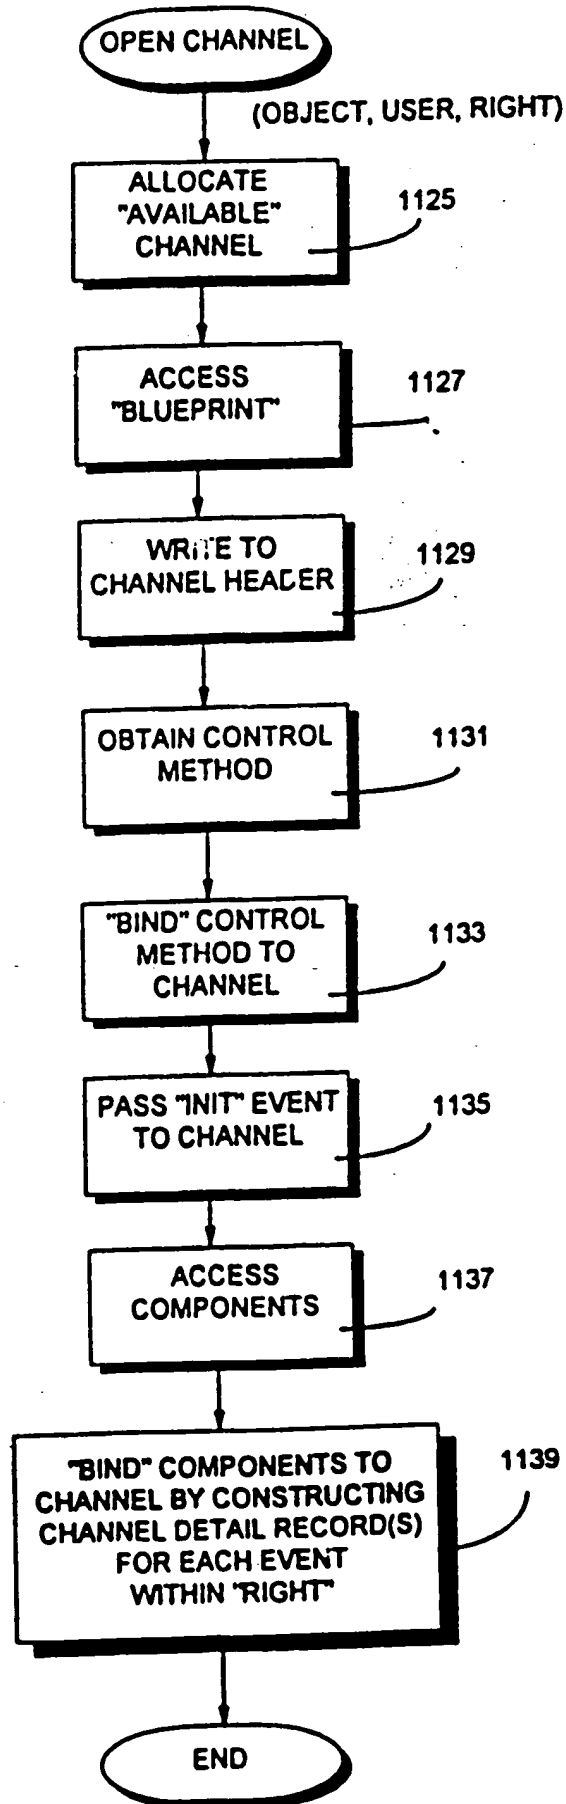 OPEN CHANNEL
(OBJECT, USER, RIGHT)
ALLOCATE
"AVAILABLE"
CHANNEL
1125
ACCESS
"BLUEPRINT"
1127
WRITE TO
CHANNEL HEADER
1129
OBTAIN CONTROL
METHOD
1131
"BIND" CONTROL
METHOD TO
CHANNEL
1133
PASS "INIT" EVENT
TO CHANNEL
1135
ACCESS
COMPONENTS
1137
"BIND" COMPONENTS TO
CHANNEL BY CONSTRUCTING
CHANNEL DETAIL RECORD(S)
FOR EACH EVENT
WITHIN "RIGHT"
1139
END